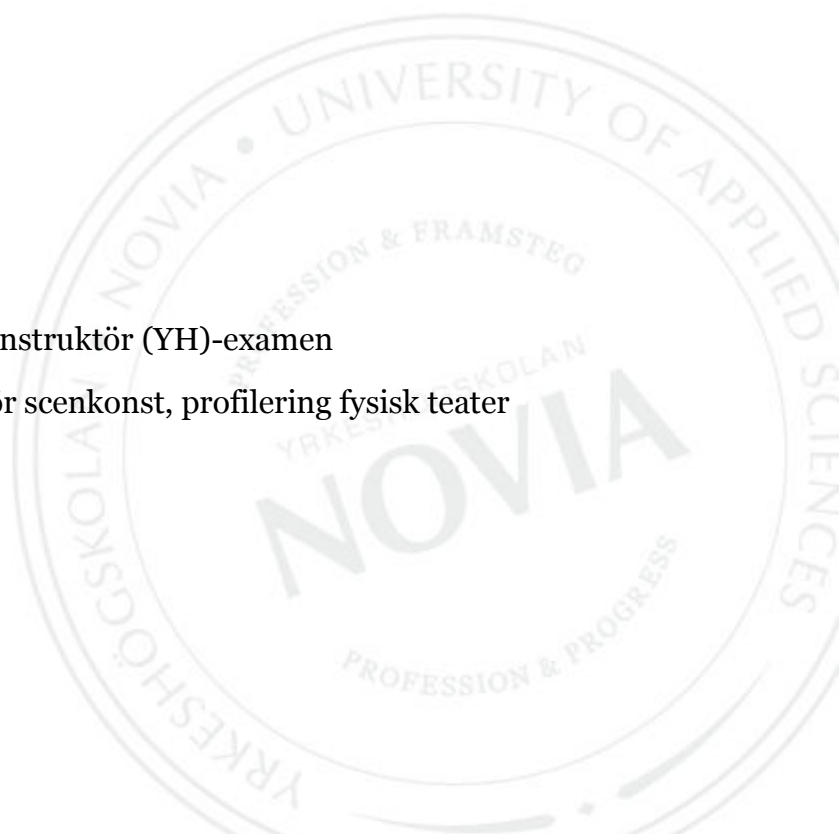 nstruktör (YH)-examen
ör scenkonst, profilering fysisk teater
YRKESHÖGSKOLAN NOVIA • UNIVERSITY OF APPLIED SCIENCES
PROFESSION & FRAMSTEG
YRKESHÖGSKOLAN
NOVIA
PROFESSION & PROGRESS